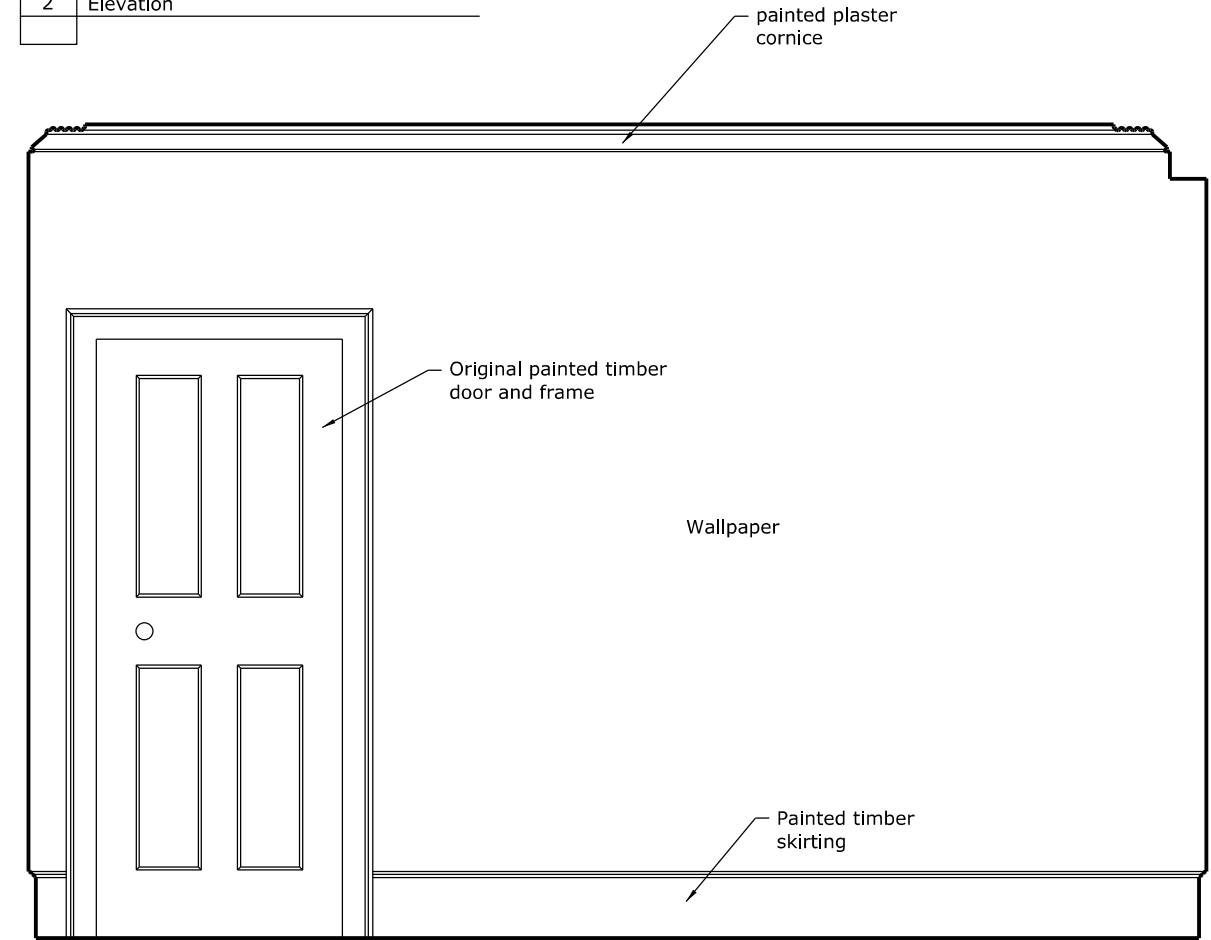 2 Elevation
painted plaster
cornice
Original painted timber
door and frame
Wallpaper
Painted timber
skirting